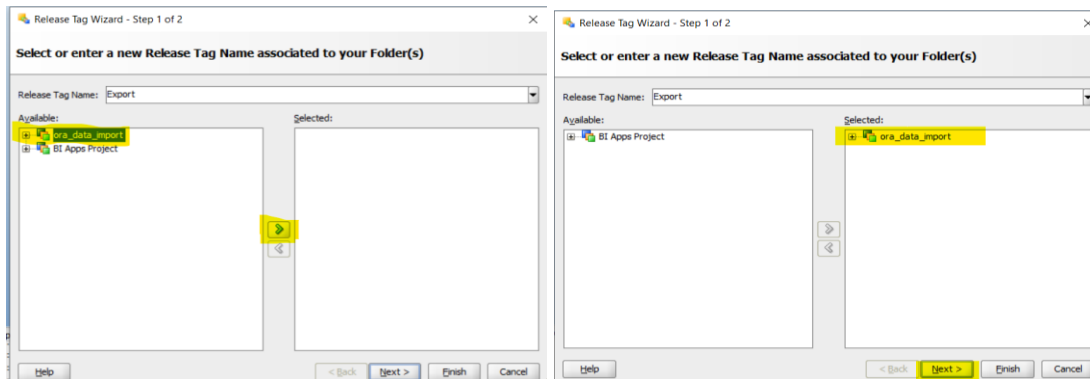 Release Tag Wizard - Step 1 of 2
Select or enter a new Release Tag Name associated to your Folder(s)
Release Tag Name: Export
Available: Selected:
ora_data_import
BI Apps Project
Help < Back Next > Finish Cancel
Release Tag Wizard - Step 1 of 2
Select or enter a new Release Tag Name associated to your Folder(s)
Release Tag Name: Export
Available: Selected:
BI Apps Project ora_data_import
Help < Back Next > Finish Cancel